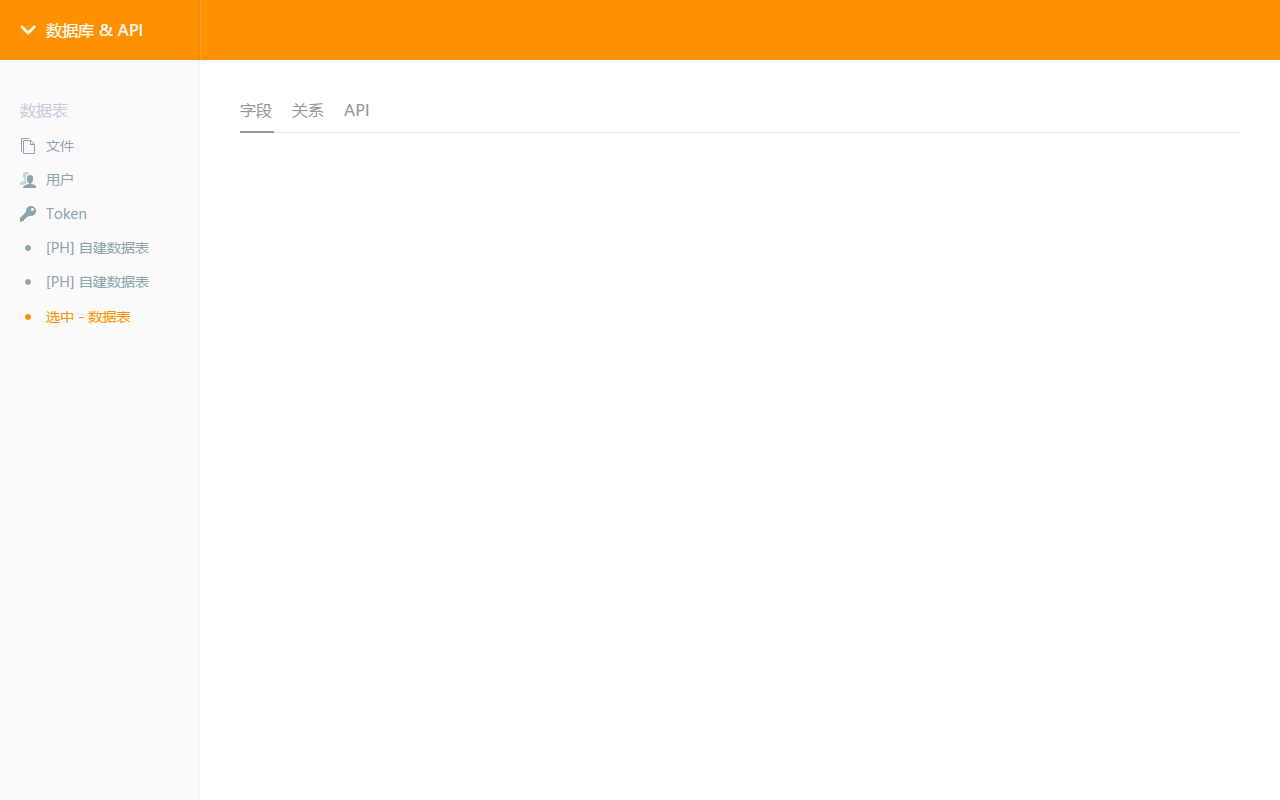 数据库 & API
数据表
文件
用户
Token
[PH] 自建数据表
[PH] 自建数据表
选中 - 数据表
字段 关系 API